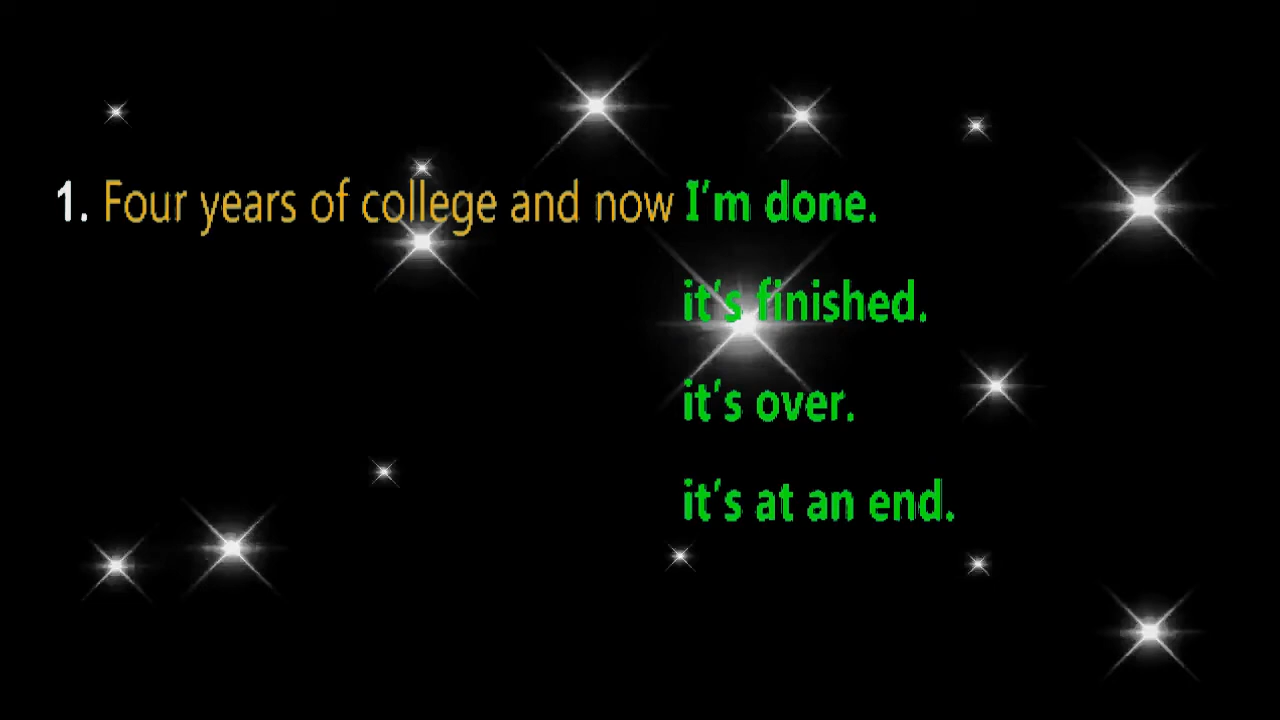 1. Four years of college and now I'm done.
it's finished.
it's over.
it's at an end.